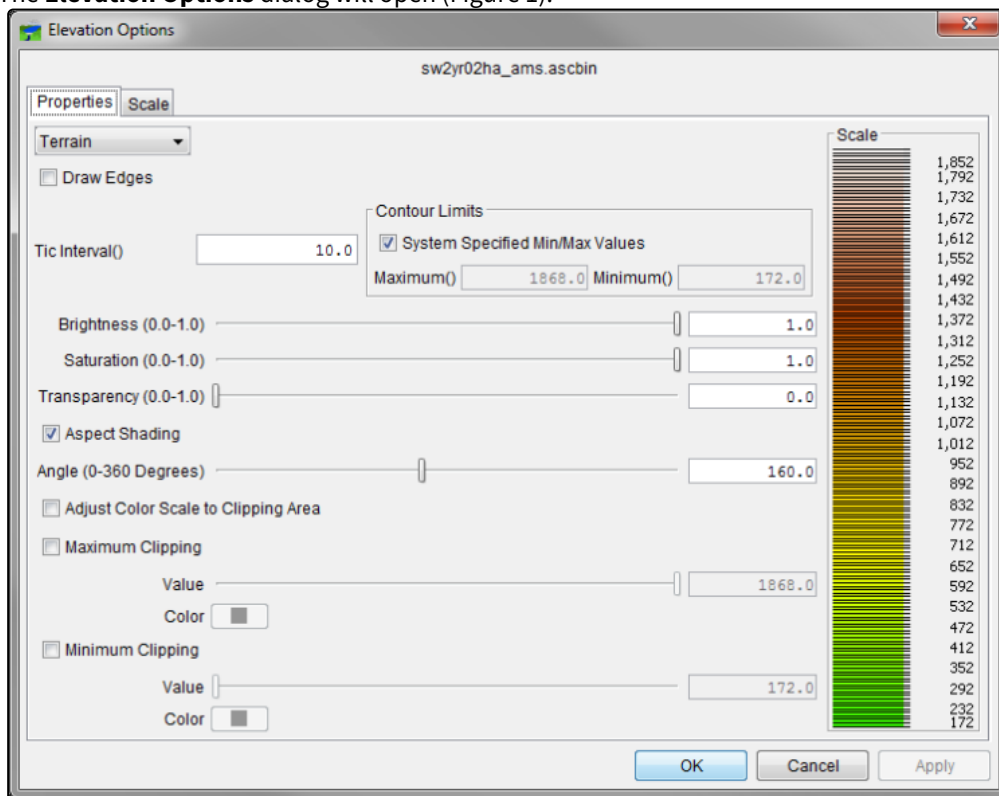 The Elevation Options dialog will open (Figure 1).
Elevation Options
sw2yr02ha_ams.ascbin
Properties Scale
Terrain
Draw Edges
Contour Limits
System Specified Min/Max Values
Tic Interval() 10.0
Maximum() 1868.0 Minimum() 172.0
Brightness (0.0-1.0) 1.0
Saturation (0.0-1.0) 1.0
Transparency (0.0-1.0) 0.0
Aspect Shading
Angle (0-360 Degrees) 160.0
Adjust Color Scale to Clipping Area
Maximum Clipping
Value 1868.0
Color
Minimum Clipping
Value 172.0
Color
Scale
1,852
1,792
1,732
1,672
1,612
1,552
1,492
1,432
1,372
1,312
1,252
1,192
1,132
1,072
1,012
952
892
832
772
712
652
592
532
472
412
352
292
232
172
OK Cancel Apply